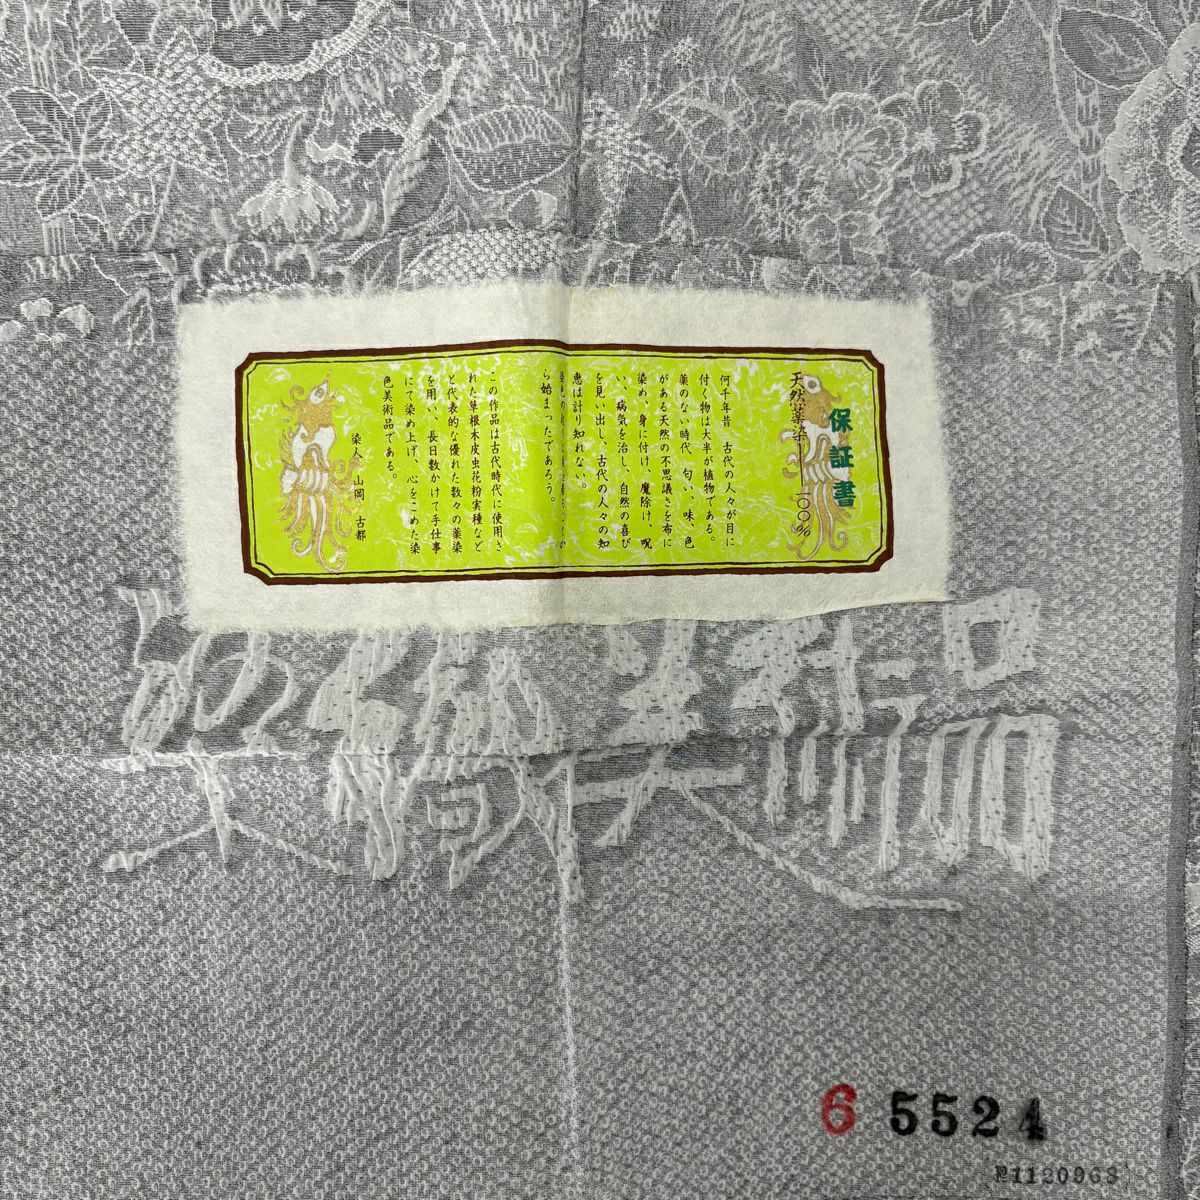 保証書
天然薬染 一〇〇%
何千年昔 古代の人々が目に
付く物は大半が植物である。
薬のない時代 匂い、味、色
がある天然の不思議さを布に
染め、身に付け、魔除け、呪
い、病気を治し、自然の喜び
を見い出し、古代の人々の知
恵は計り知れない。
ら始まったであろう。
この作品は古代時代に使用さ
れた草根木皮虫花粉実種など
と代表的な優れた数々の薬染
を用い、長日数かけて手仕事
にて染め上げ、心をこめた染
色美術品である。
染人 山岡 古都
6 5524
№1120968